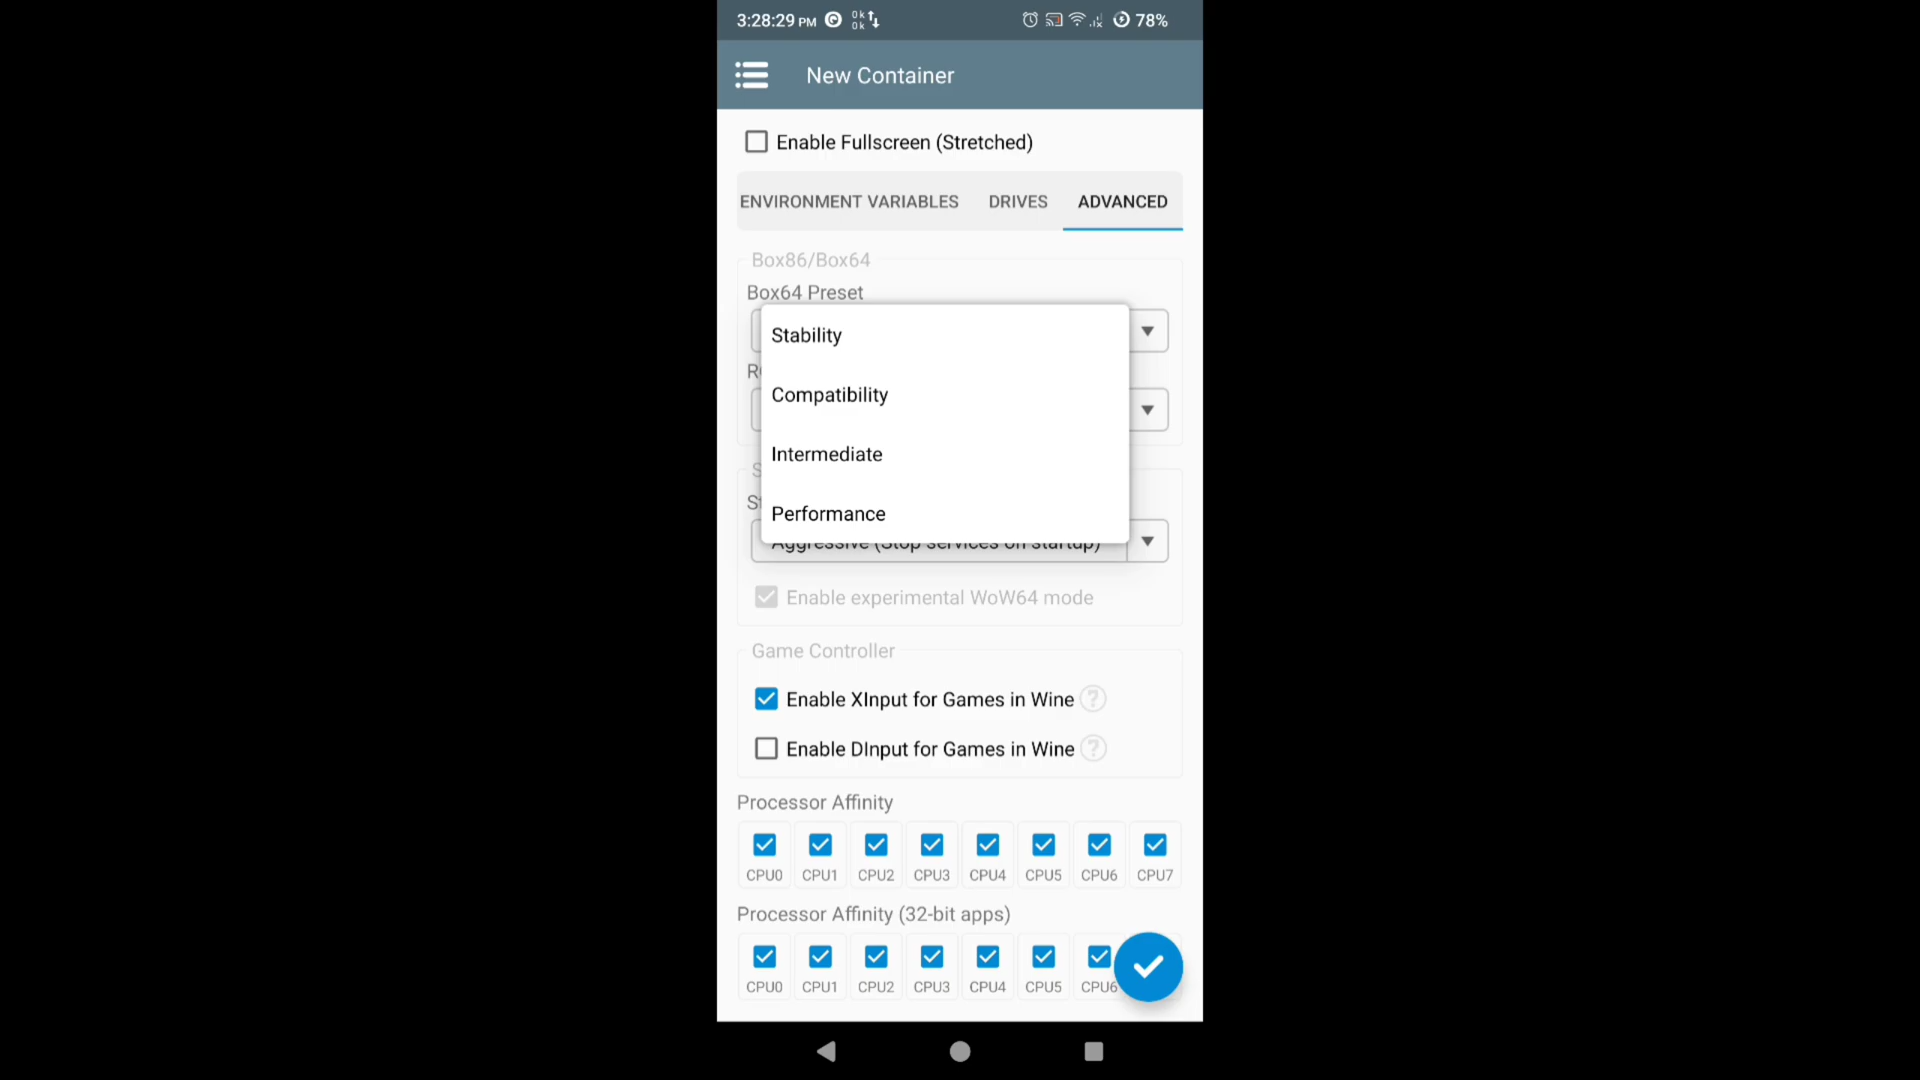 3:28:29 PM 0k 0k 78%
New Container
Enable Fullscreen (Stretched)
ENVIRONMENT VARIABLES DRIVES ADVANCED
Box86/Box64
Box64 Preset
Stability
Compatibility
Intermediate
Performance
Aggressive (Stop services on startup)
Enable experimental WoW64 mode
Game Controller
Enable XInput for Games in Wine ?
Enable DInput for Games in Wine ?
Processor Affinity
CPU0 CPU1 CPU2 CPU3 CPU4 CPU5 CPU6 CPU7
Processor Affinity (32-bit apps)
CPU0 CPU1 CPU2 CPU3 CPU4 CPU5 CPU6